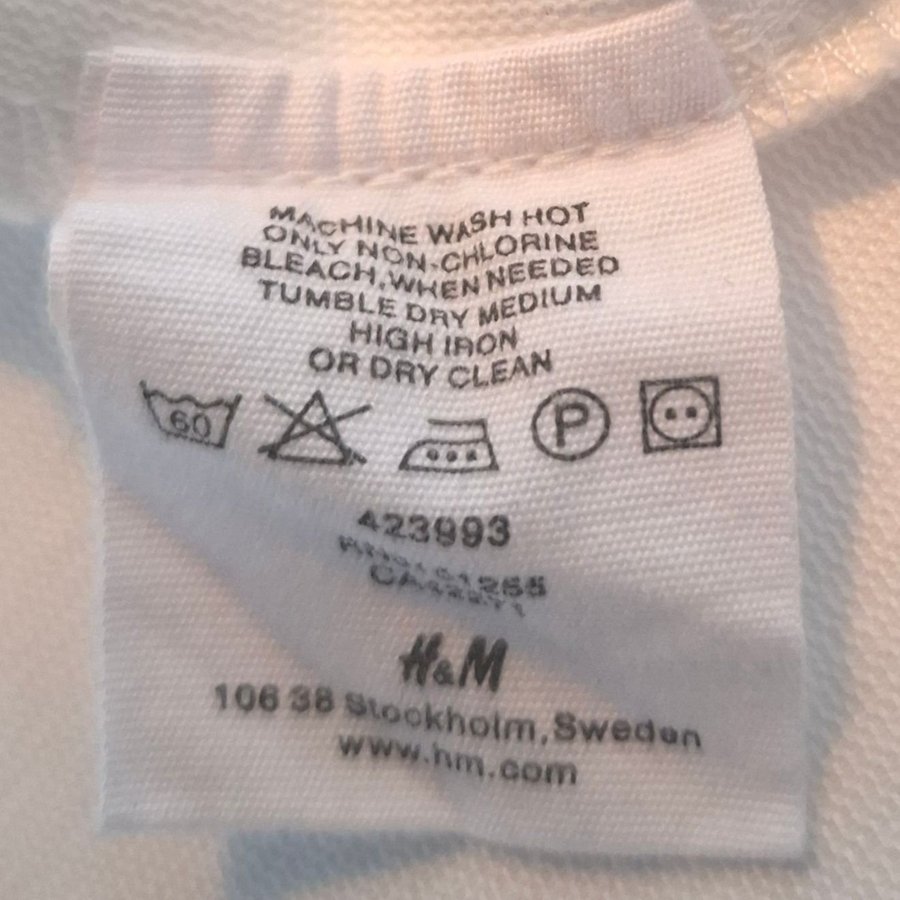 MACHINE WASH HOT
ONLY NON-CHLORINE
BLEACH, WHEN NEEDED
TUMBLE DRY MEDIUM
HIGH IRON
OR DRY CLEAN
60 P
423993
H&M
106 38 Stockholm, Sweden
www.hm.com